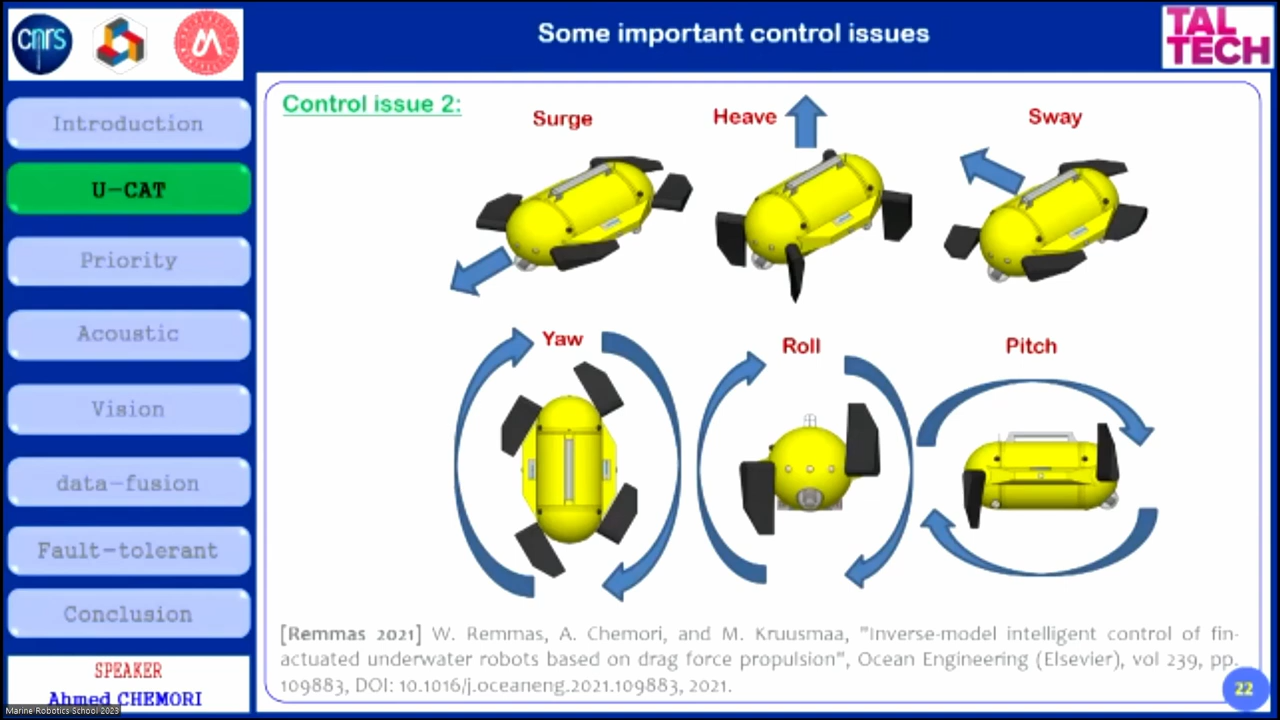 cnrs
Some important control issues
TAL
TECH
Introduction
U-CAT
Priority
Acoustic
Vision
data-fusion
Fault-tolerant
Conclusion
SPEAKER
Ahmed CHEMORI
Marine Robotics School 2023
Control issue 2:
Surge
Heave
Sway
Yaw
Roll
Pitch
[Remmas 2021] W. Remmas, A. Chemori, and M. Kruusmaa, "Inverse-model intelligent control of fin-
actuated underwater robots based on drag force propulsion", Ocean Engineering (Elsevier), vol 239, pp.
109883, DOI: 10.1016/j.oceaneng.2021.109883, 2021.
22